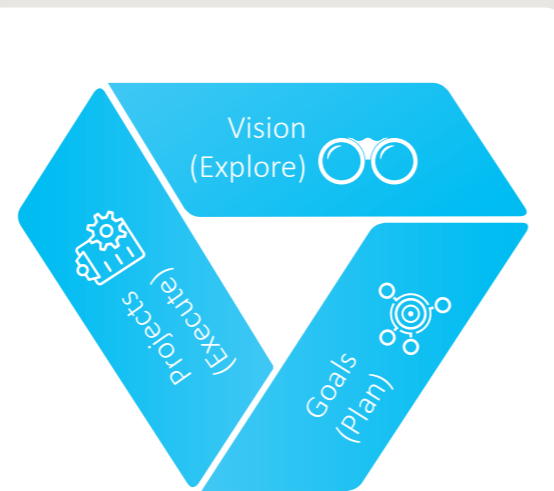 Vision
(Explore)
Goals
(Plan)
Projects
(Execute)